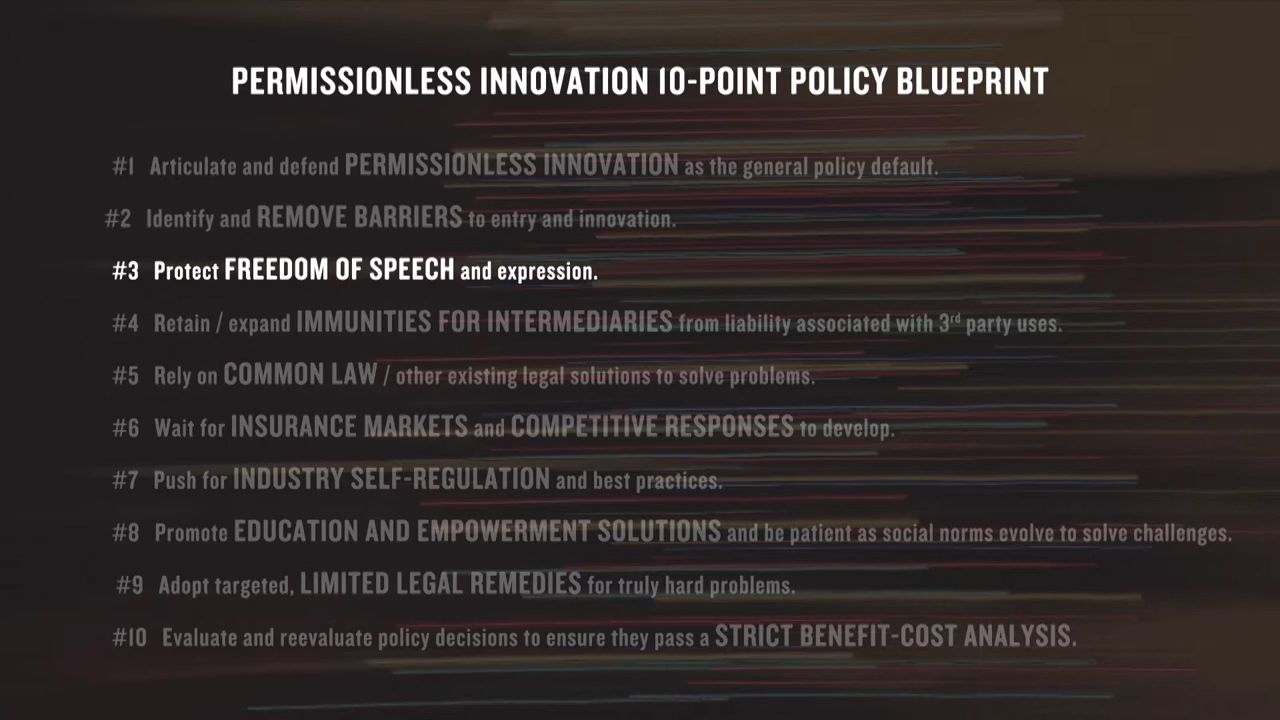 PERMISSIONLESS INNOVATION 10-POINT POLICY BLUEPRINT
#1 Articulate and defend PERMISSIONLESS INNOVATION as the general policy default.
#2 Identify and REMOVE BARRIERS to entry and innovation.
#3 Protect FREEDOM OF SPEECH and expression.
#4 Retain / expand IMMUNITIES FOR INTERMEDIARIES from liability associated with 3rd party uses.
#5 Rely on COMMON LAW / other existing legal solutions to solve problems.
#6 Wait for INSURANCE MARKETS and COMPETITIVE RESPONSES to develop.
#7 Push for INDUSTRY SELF-REGULATION and best practices.
#8 Promote EDUCATION AND EMPOWERMENT SOLUTIONS and be patient as social norms evolve to solve challenges.
#9 Adopt targeted, LIMITED LEGAL REMEDIES for truly hard problems.
#10 Evaluate and reevaluate policy decisions to ensure they pass a STRICT BENEFIT-COST ANALYSIS.